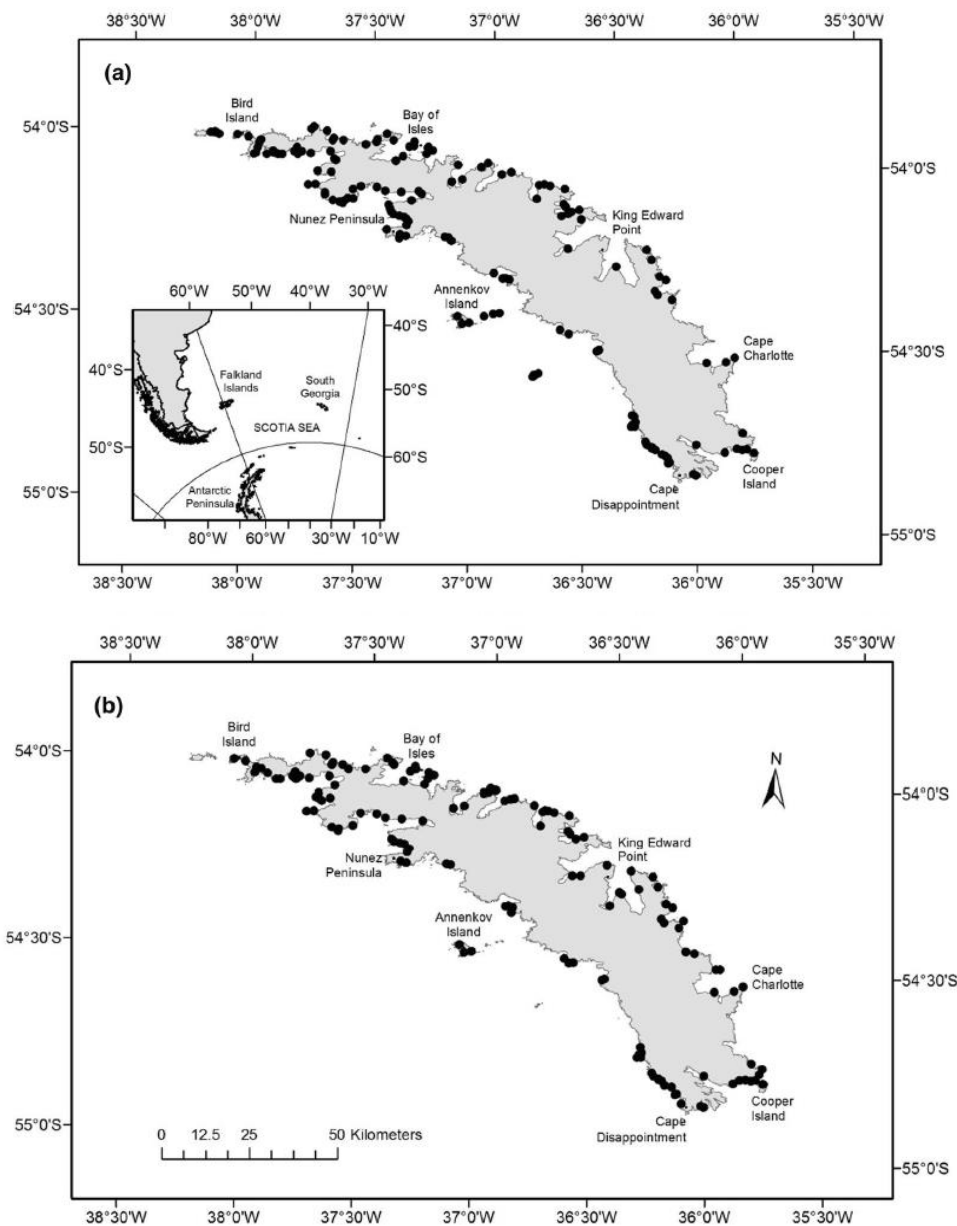 38°0'W 37°30'W 37°0'W 36°30'W 36°0'W 35°30'W
(a)
Bird
Island
Bay of
Isles
54°0'S
54°0'S
Nunez Peninsula
King Edward
Point
Annenkov
Island
54°30'S
54°30'S
Cape
Charlotte
60°W 50°W 40°W 30°W
40°S
40°S
Falkland
Islands
South
Georgia
50°S
SCOTIA SEA
50°S
60°S
Antarctic
Peninsula
80°W 60°W 30°W 10°W
Cape
Disappointment
Cooper
Island
55°0'S
55°0'S
38°30'W 38°0'W 37°30'W 37°0'W 36°30'W 36°0'W 35°30'W
38°30'W 38°0'W 37°30'W 37°0'W 36°30'W 36°0'W 35°30'W
(b)
Bird
Island
Bay of
Isles
N
54°0'S
54°0'S
King Edward
Point
Nunez
Peninsula
Annenkov
Island
54°30'S
54°30'S
Cape
Charlotte
Cooper
Island
Cape
Disappointment
55°0'S
55°0'S
0 12.5 25 50 Kilometers
38°30'W 38°0'W 37°30'W 37°0'W 36°30'W 36°0'W 35°30'W